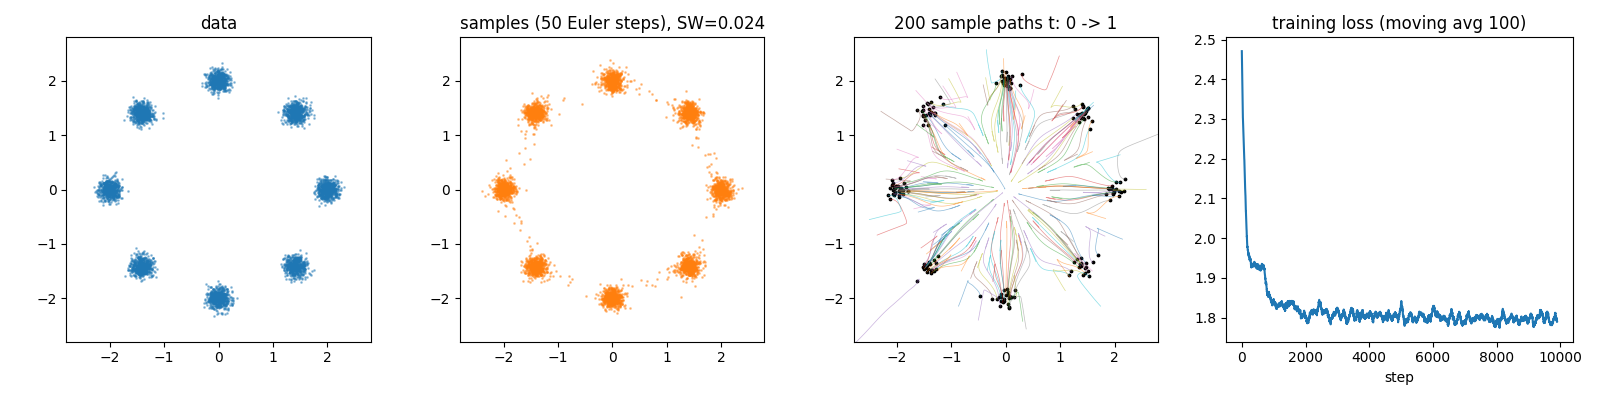 data
2
1
0
−1
−2
−2 −1 0 1 2
samples (50 Euler steps), SW=0.024
2
1
0
−1
−2
−2 −1 0 1 2
200 sample paths t: 0 -> 1
2
1
0
−1
−2
−2 −1 0 1 2
training loss (moving avg 100)
2.5
2.4
2.3
2.2
2.1
2.0
1.9
1.8
0 2000 4000 6000 8000 10000
step